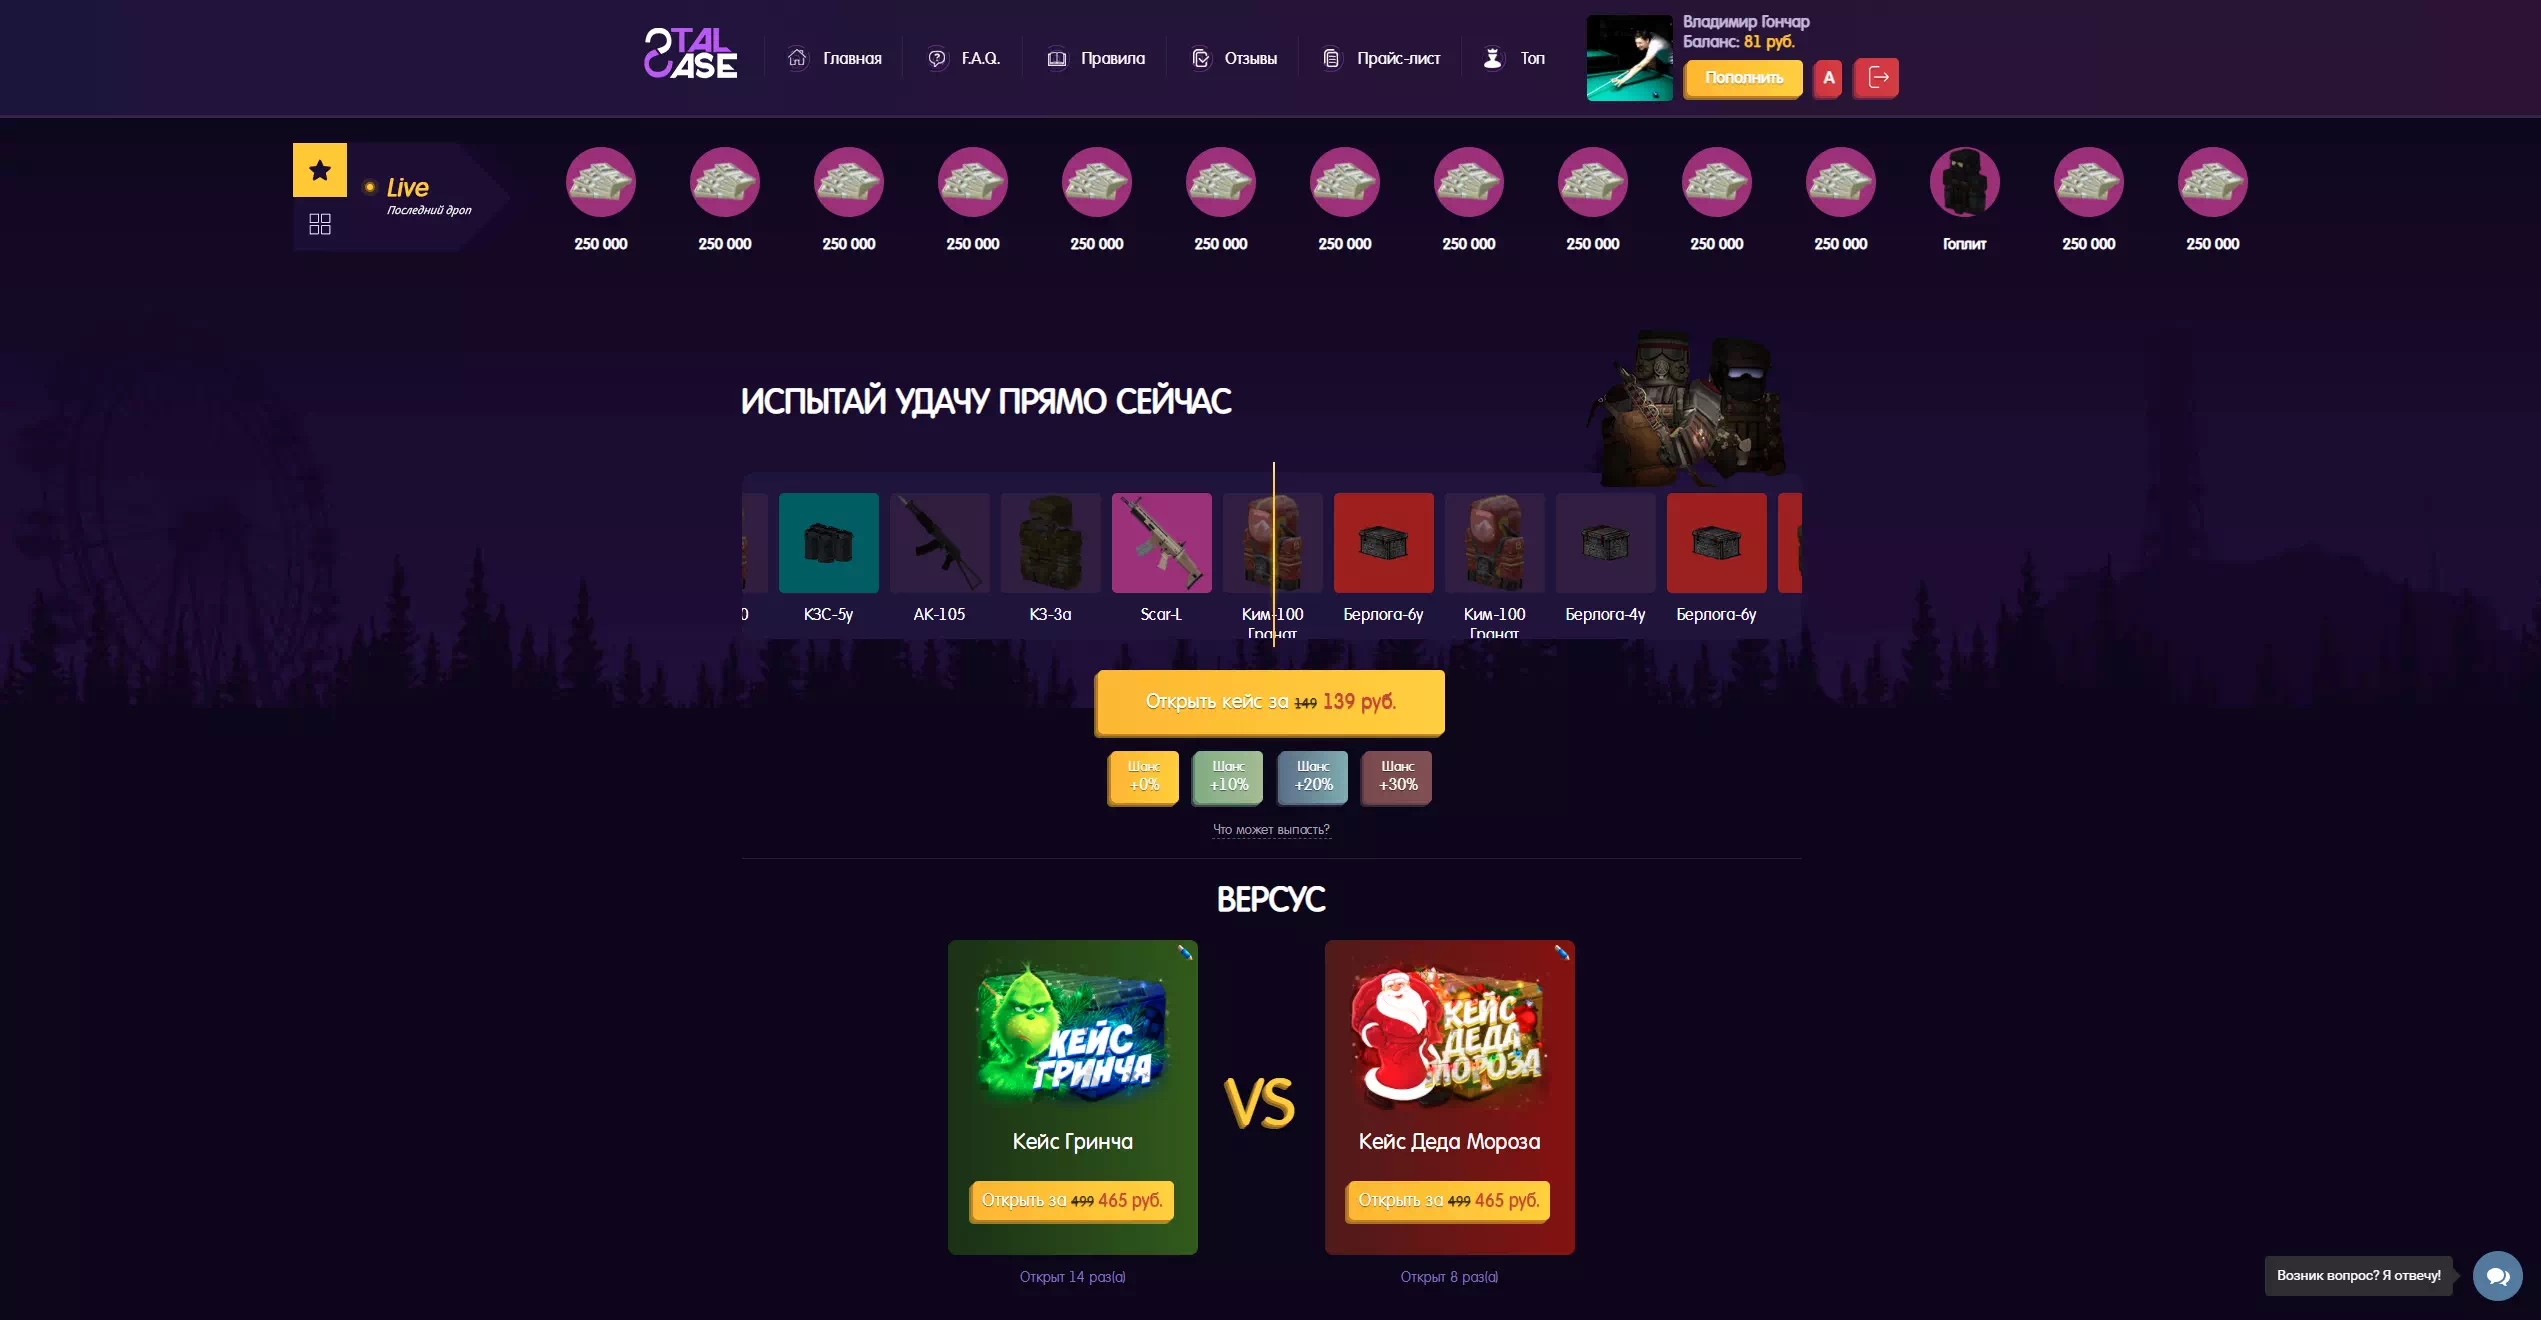 STAL
CASE
Главная
F.A.Q.
Правила
Отзывы
Прайс-лист
Топ
Владимир Гончар
Баланс: 81 руб.
Пополнить
A
Live
Последний дроп
250 000
250 000
250 000
250 000
250 000
250 000
250 000
250 000
250 000
250 000
250 000
Гоплит
250 000
250 000
ИСПЫТАЙ УДАЧУ ПРЯМО СЕЙЧАС
0
КЗС-5у
АК-105
КЗ-3а
Scar-L
Ким-100
Гранат
Берлога-6у
Ким-100
Гранат
Берлога-4у
Берлога-6у
Открыть кейс за 149 139 руб.
Шанс
+0%
Шанс
+10%
Шанс
+20%
Шанс
+30%
Что может выпасть?
ВЕРСУС
КЕЙС
ГРИНЧА
Кейс Гринча
Открыть за 499 465 руб.
Открыт 14 раз(а)
VS
КЕЙС
ДЕДА
МОРОЗА
Кейс Деда Мороза
Открыть за 499 465 руб.
Открыт 8 раз(а)
Возник вопрос? Я отвечу!